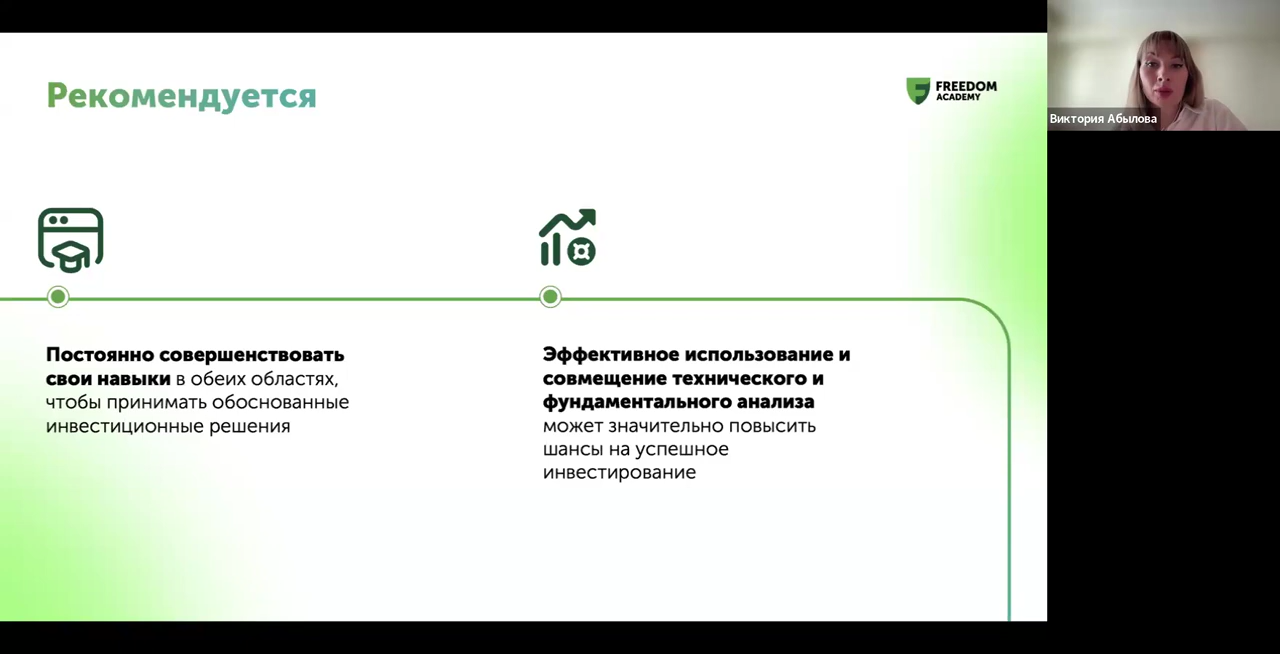 Рекомендуется
FREEDOM
ACADEMY
Виктория Абылова
Постоянно совершенствовать
свои навыки в обеих областях,
чтобы принимать обоснованные
инвестиционные решения
Эффективное использование и
совмещение технического и
фундаментального анализа
может значительно повысить
шансы на успешное
инвестирование